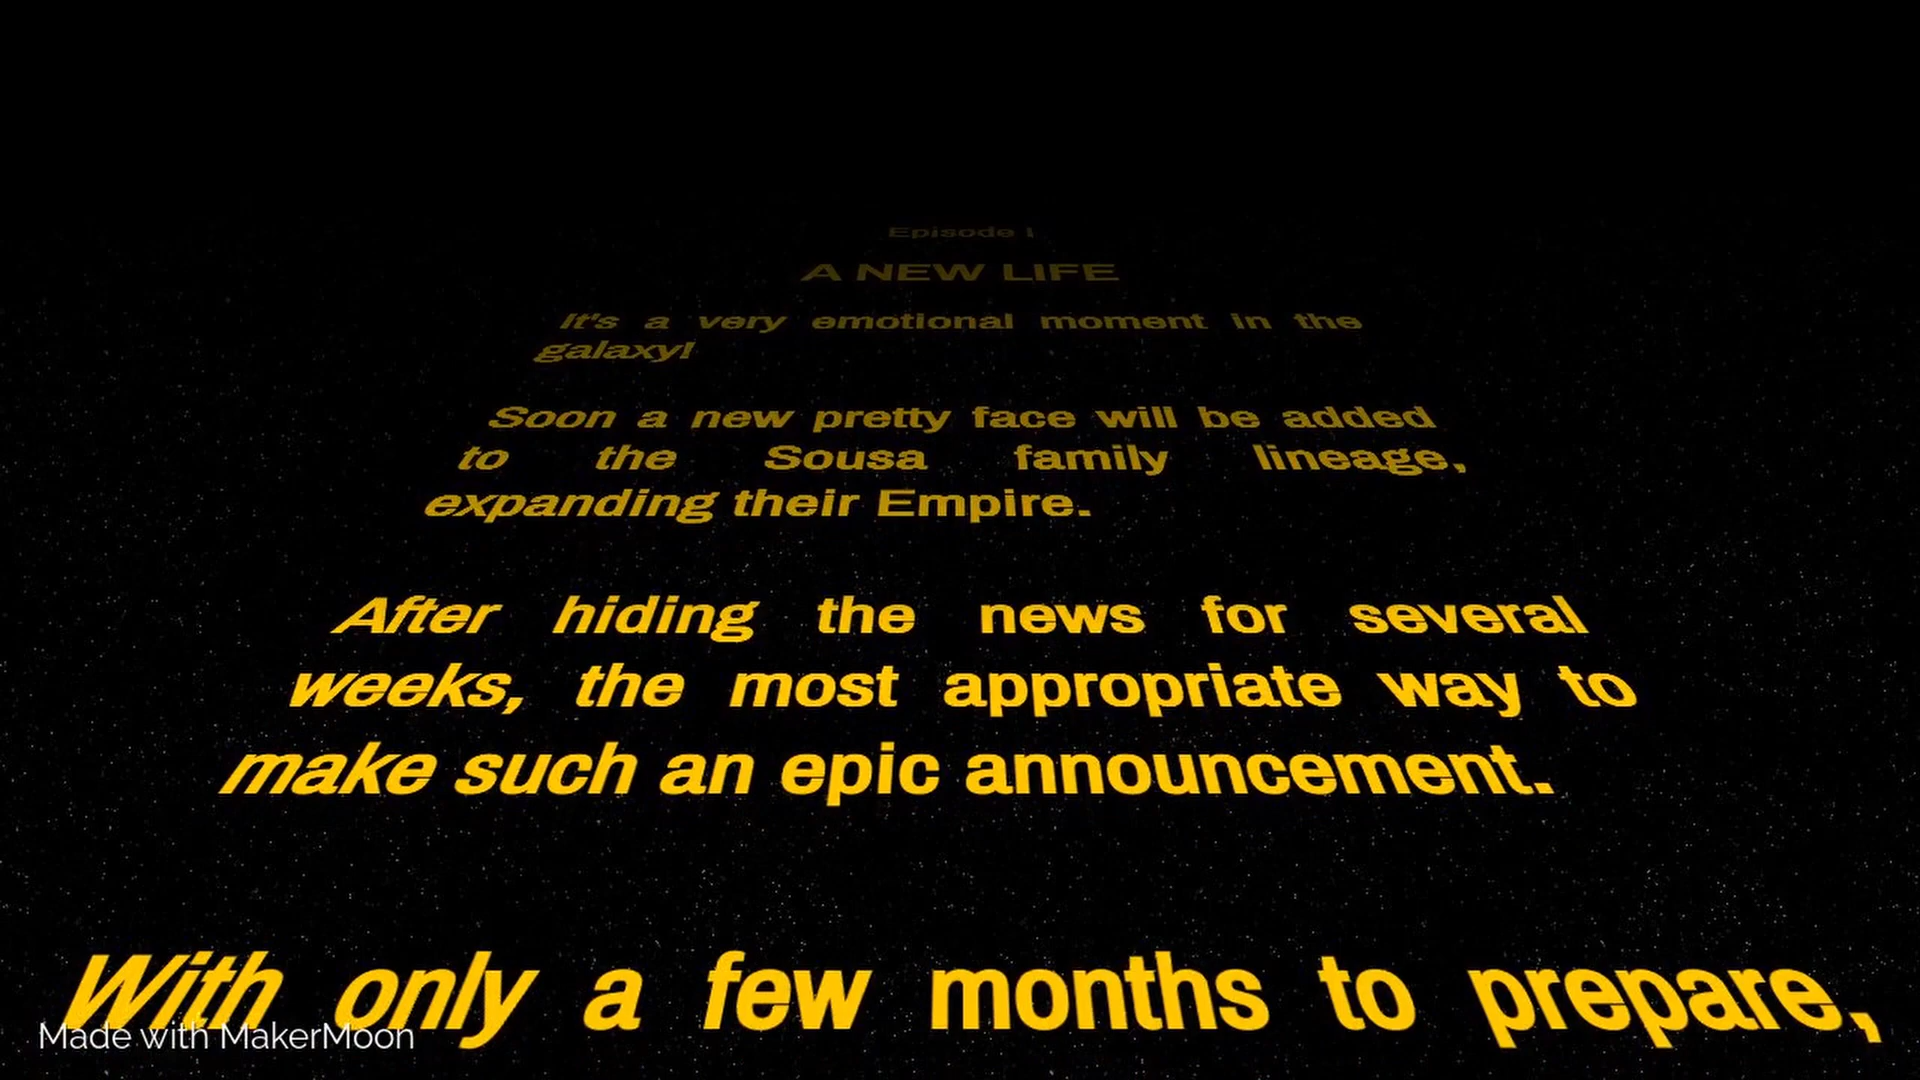 Episode I
A NEW LIFE
It's a very emotional moment in the
galaxy!
Soon a new pretty face will be added
to the Sousa family lineage,
expanding their Empire.
After hiding the news for several
weeks, the most appropriate way to
make such an epic announcement.
With only a few months to prepare,
Made with MakerMoon